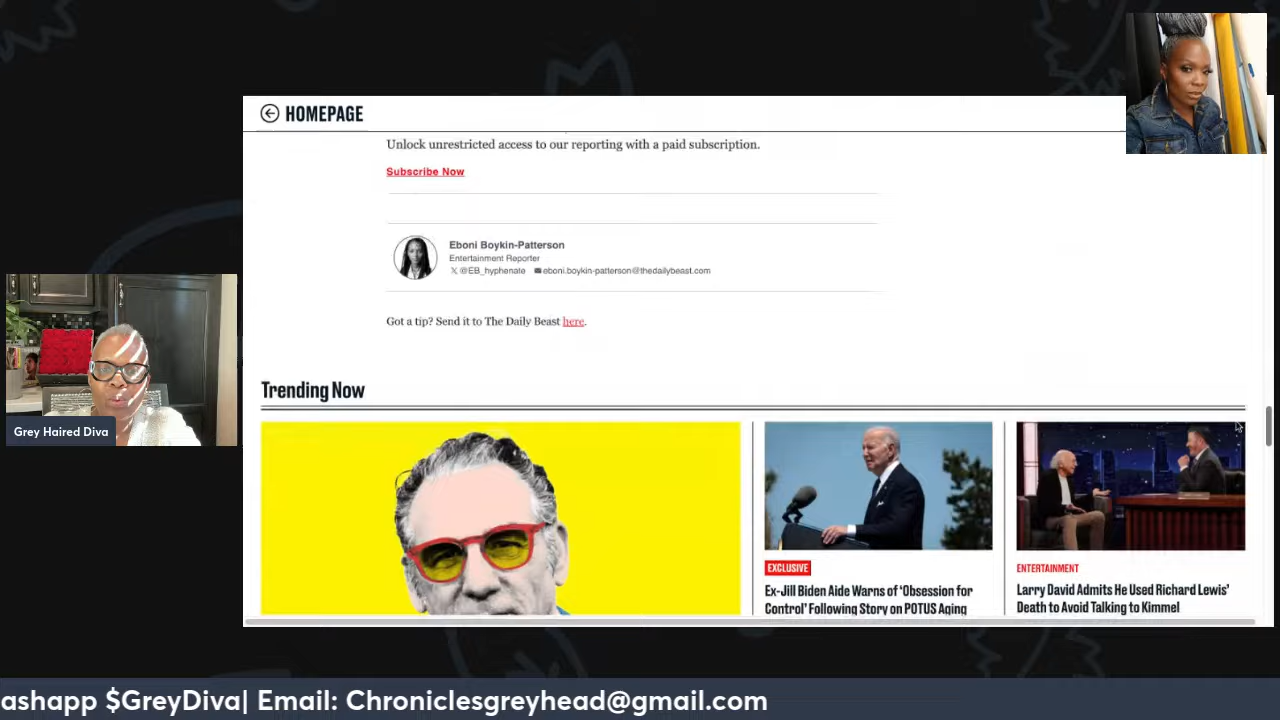 HOMEPAGE
Unlock unrestricted access to our reporting with a paid subscription.
Subscribe Now
Eboni Boykin-Patterson
Entertainment Reporter
@EB_hyphenate eboni.boykin-patterson@thedailybeast.com
Got a tip? Send it to The Daily Beast here.
Grey Haired Diva
Trending Now
EXCLUSIVE
Ex-Jill Biden Aide Warns of ‘Obsession for
Control’ Following Story on POTUS Aging
ENTERTAINMENT
Larry David Admits He Used Richard Lewis’
Death to Avoid Talking to Kimmel
ashapp $GreyDiva| Email: Chroniclesgreyhead@gmail.com